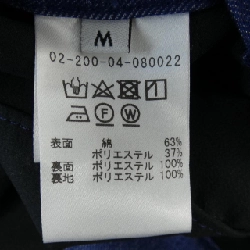 M
02-200-04-080022
F W
表面 綿 63%
ポリエステル 37%
裏面 ポリエステル 100%
裏地 ポリエステル 100%